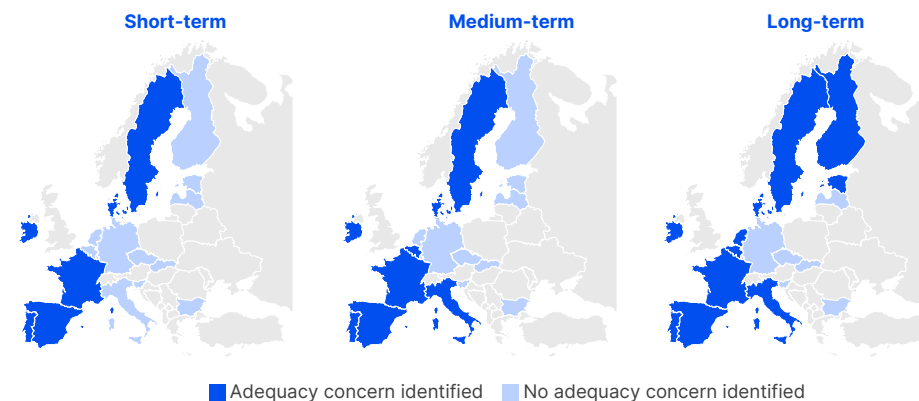 Short-term
Medium-term
Long-term
Adequacy concern identified
No adequacy concern identified